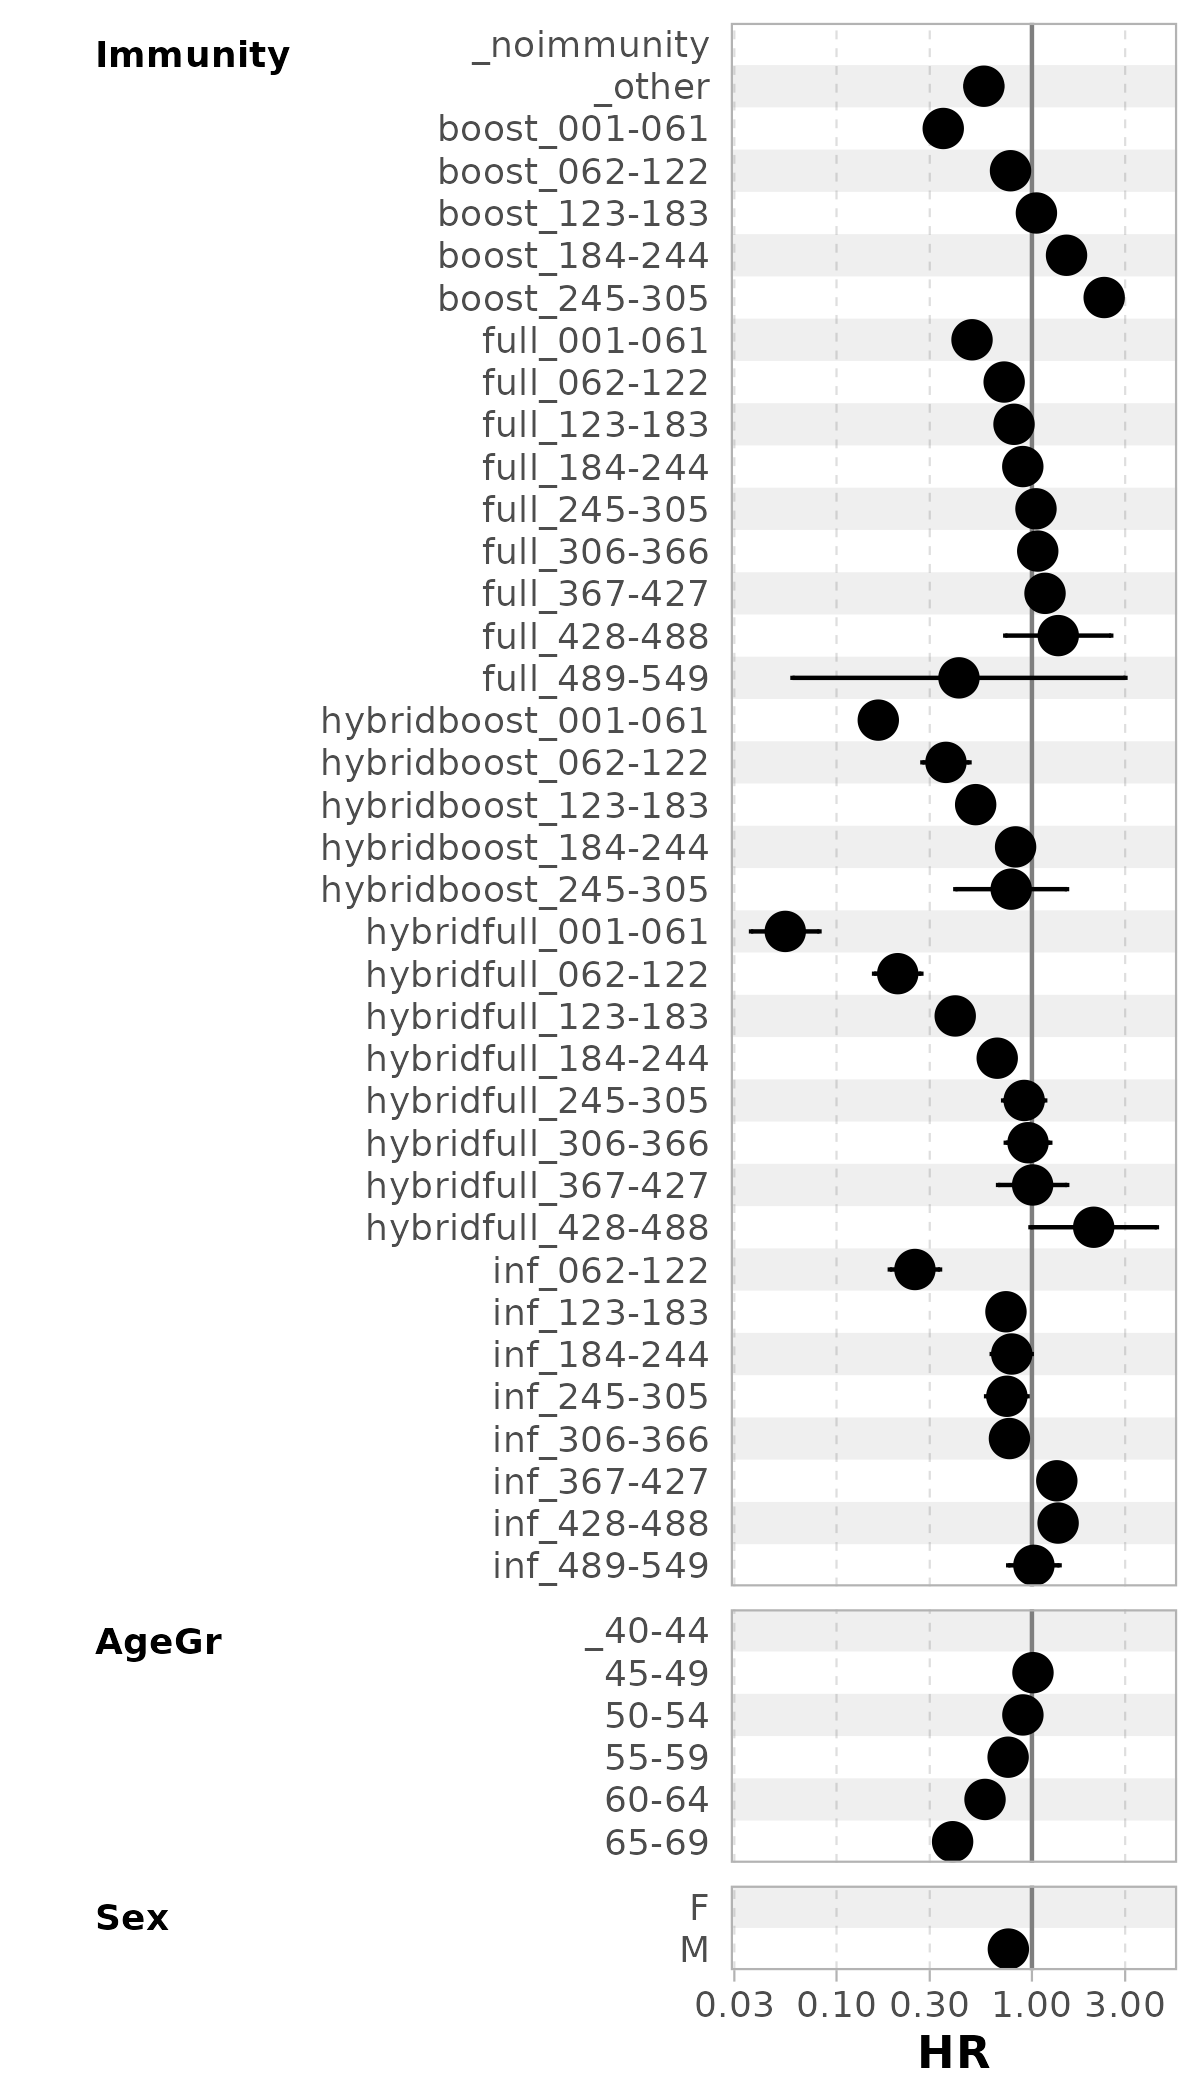 Immunity
_noimmunity
_other
boost_001-061
boost_062-122
boost_123-183
boost_184-244
boost_245-305
full_001-061
full_062-122
full_123-183
full_184-244
full_245-305
full_306-366
full_367-427
full_428-488
full_489-549
hybridboost_001-061
hybridboost_062-122
hybridboost_123-183
hybridboost_184-244
hybridboost_245-305
hybridfull_001-061
hybridfull_062-122
hybridfull_123-183
hybridfull_184-244
hybridfull_245-305
hybridfull_306-366
hybridfull_367-427
hybridfull_428-488
inf_062-122
inf_123-183
inf_184-244
inf_245-305
inf_306-366
inf_367-427
inf_428-488
inf_489-549
AgeGr
_40-44
45-49
50-54
55-59
60-64
65-69
Sex
F
M
0.03 0.10 0.30 1.00 3.00
HR